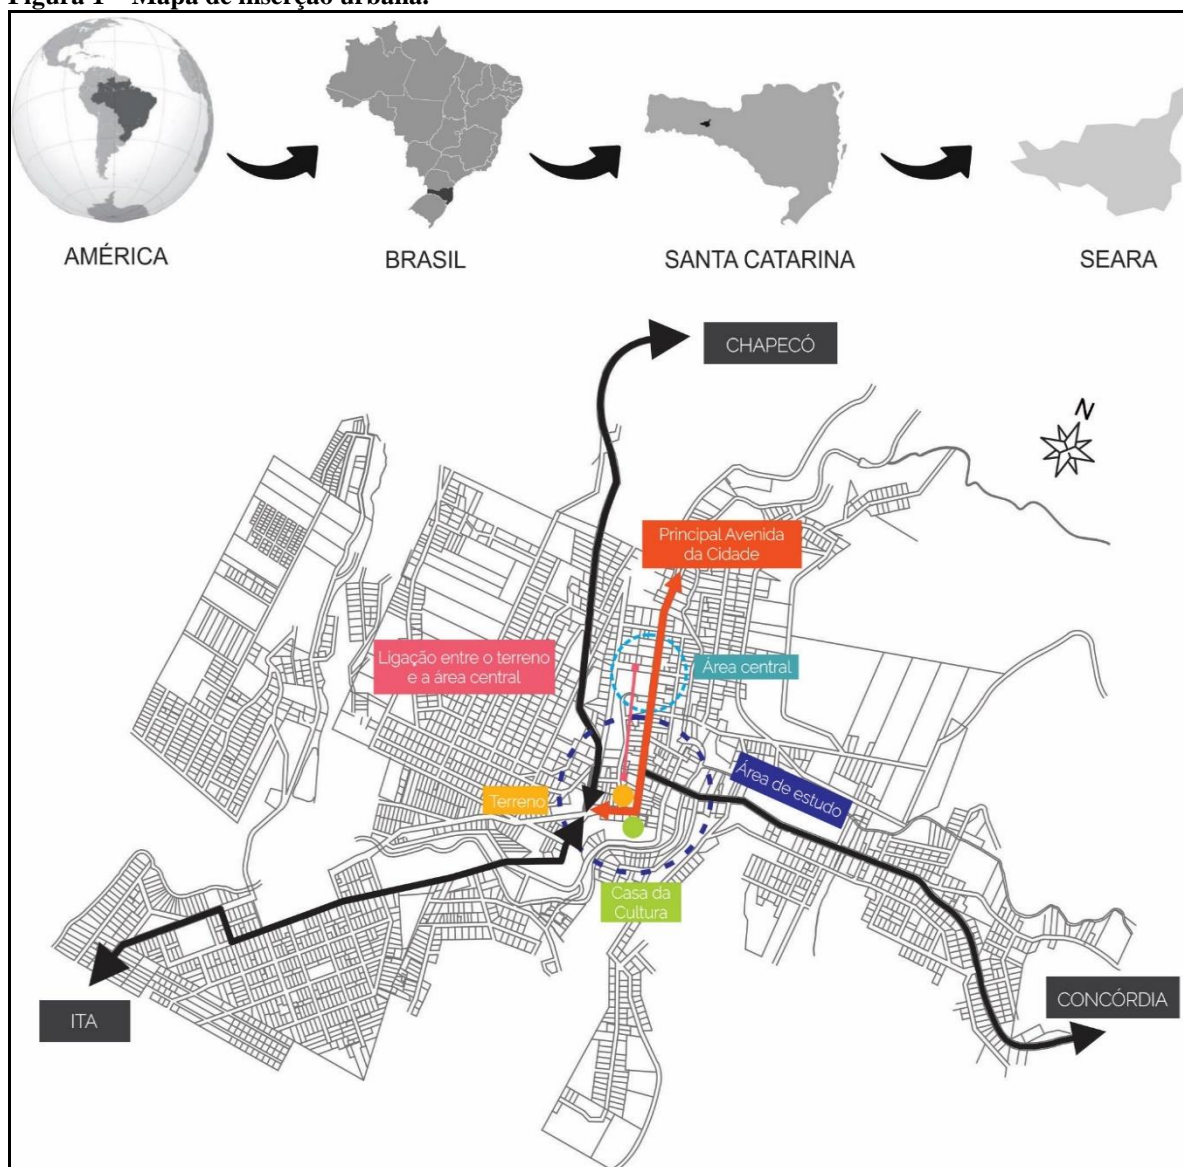 Figura 1 – Mapa de inserção urbana.
AMÉRICA
BRASIL
SANTA CATARINA
SEARA
CHAPECÓ
N
Principal Avenida
da Cidade
Ligação entre o terreno
e a área central
Área central
Área de estudo
Terreno
Casa da
Cultura
ITA
CONCÓRDIA